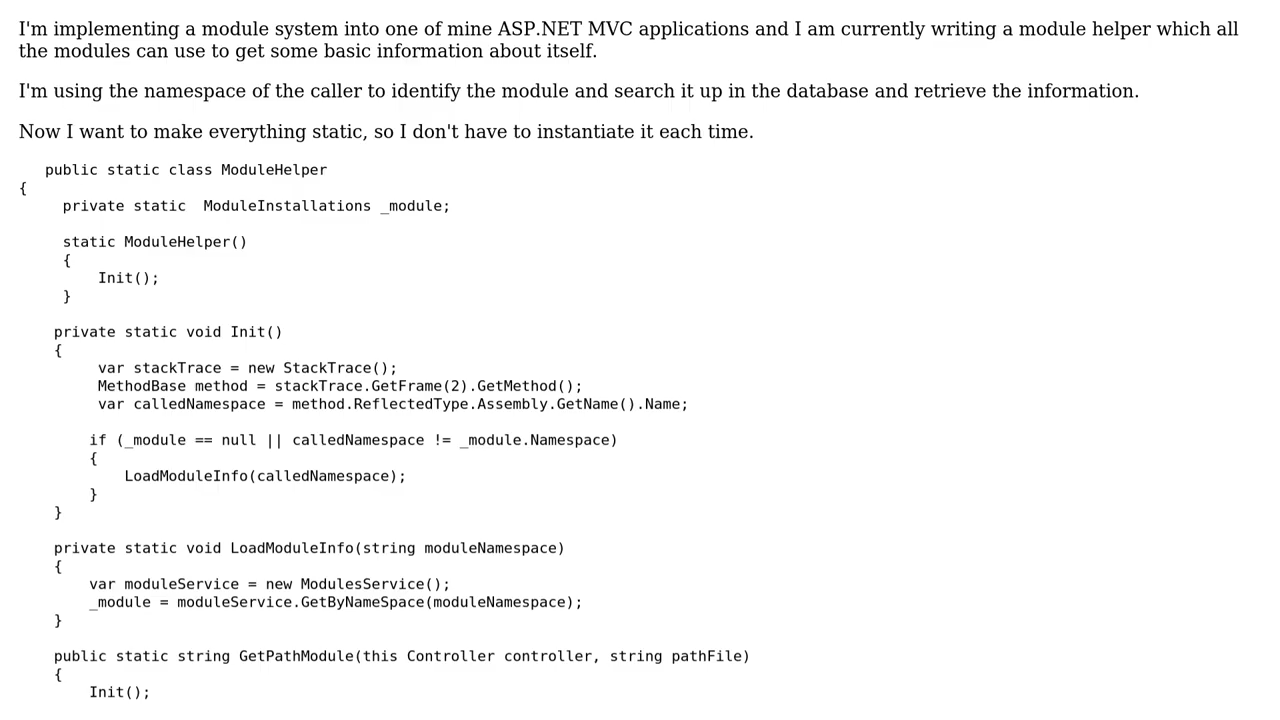 I'm implementing a module system into one of mine ASP.NET MVC applications and I am currently writing a module helper which all
the modules can use to get some basic information about itself.
I'm using the namespace of the caller to identify the module and search it up in the database and retrieve the information.
Now I want to make everything static, so I don't have to instantiate it each time.
   public static class ModuleHelper
{
     private static  ModuleInstallations _module;
     static ModuleHelper()
     {
         Init();
     }
    private static void Init()
    {
         var stackTrace = new StackTrace();
         MethodBase method = stackTrace.GetFrame(2).GetMethod();
         var calledNamespace = method.ReflectedType.Assembly.GetName().Name;
        if (_module == null || calledNamespace != _module.Namespace)
        {
            LoadModuleInfo(calledNamespace);
        }
    }
    private static void LoadModuleInfo(string moduleNamespace)
    {
        var moduleService = new ModulesService();
        _module = moduleService.GetByNameSpace(moduleNamespace);
    }
    public static string GetPathModule(this Controller controller, string pathFile)
    {
        Init();